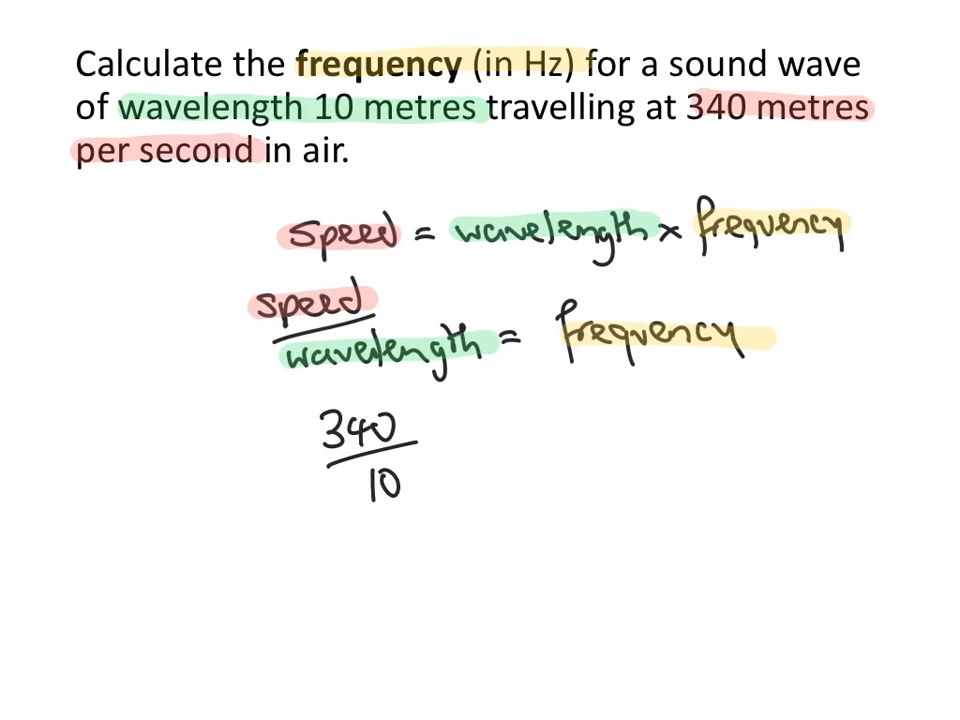 Calculate the frequency (in Hz) for a sound wave
of wavelength 10 metres travelling at 340 metres
per second in air.
speed = wavelength x frequency
speed
wavelength = frequency
340
10